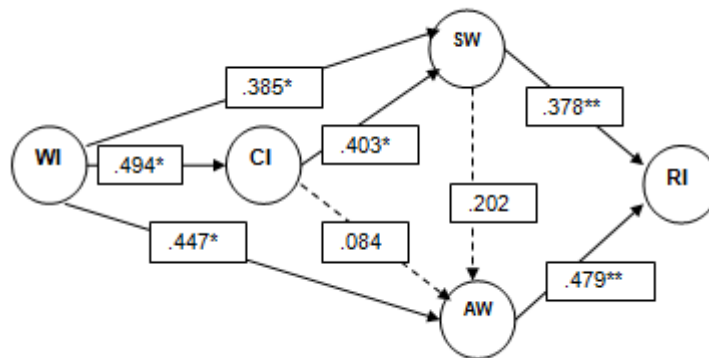 SW
.385*
.378**
WI
.494*
CI
.403*
RI
.202
.447*
.084
.479**
AW